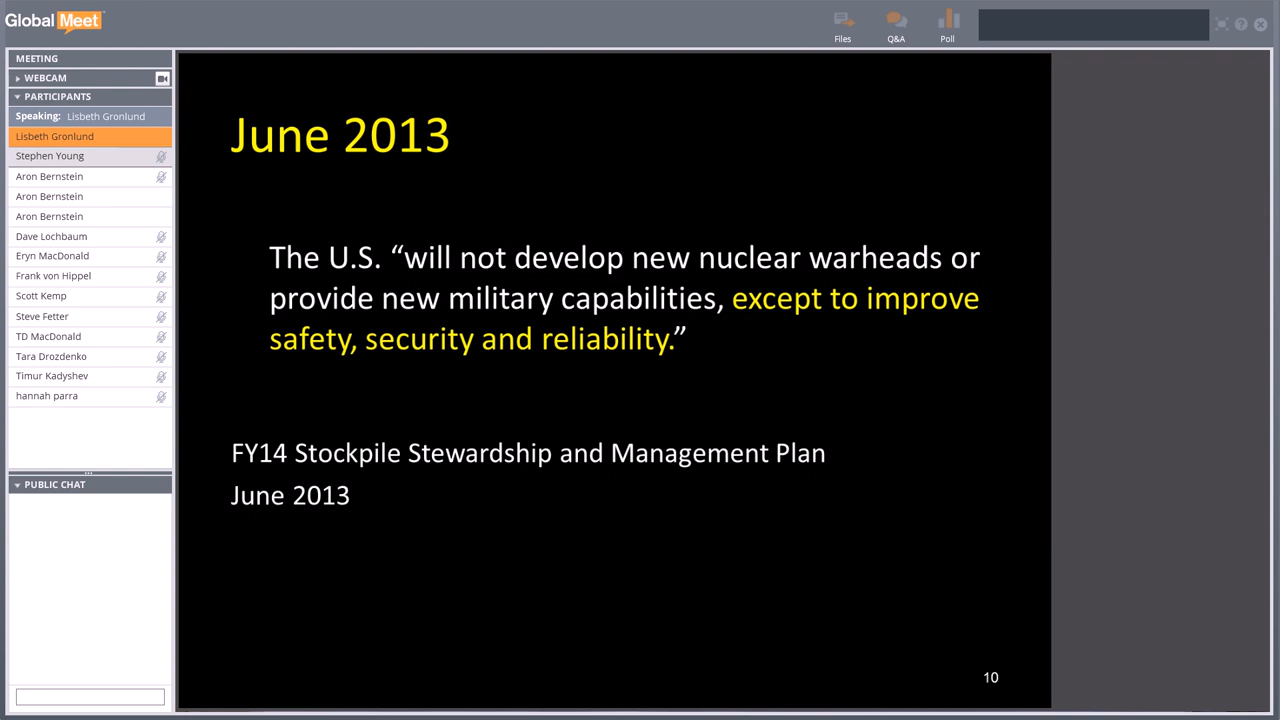 Global Meet
Files
Q&A
Poll
MEETING
WEBCAM
PARTICIPANTS
Speaking: Lisbeth Gronlund
Lisbeth Gronlund
Stephen Young
Aron Bernstein
Aron Bernstein
Aron Bernstein
Dave Lochbaum
Eryn MacDonald
Frank von Hippel
Scott Kemp
Steve Fetter
TD MacDonald
Tara Drozdenko
Timur Kadyshev
hannah parra
PUBLIC CHAT
June 2013
The U.S. “will not develop new nuclear warheads or
provide new military capabilities, except to improve
safety, security and reliability.”
FY14 Stockpile Stewardship and Management Plan
June 2013
10